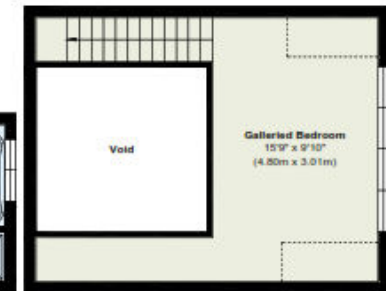 Void
Galleried Bedroom
15'9" x 9'10"
(4.80m x 3.01m)